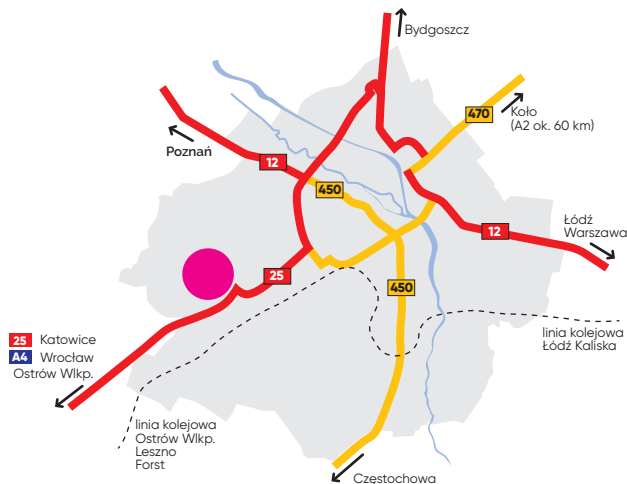 Bydgoszcz
470
Koło
(A2 ok. 60 km)
Poznań
12
450
Łódź
Warszawa
12
25
450
25 Katowice
A4 Wrocław
Ostrów Wlkp.
linia kolejowa
Łódź Kaliska
linia kolejowa
Ostrów Wlkp.
Leszno
Forst
Częstochowa